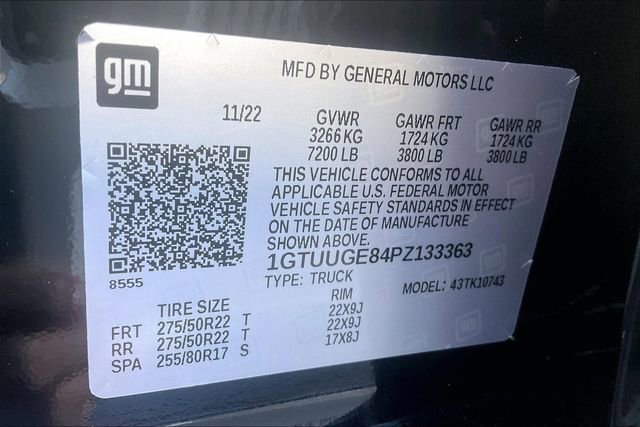 gm
MFD BY GENERAL MOTORS LLC
11/22 GVWR GAWR FRT GAWR RR
3266 KG 1724 KG 1724 KG
7200 LB 3800 LB 3800 LB
THIS VEHICLE CONFORMS TO ALL
APPLICABLE U.S. FEDERAL MOTOR
VEHICLE SAFETY STANDARDS IN EFFECT
ON THE DATE OF MANUFACTURE
SHOWN ABOVE.
1GTUUGE84PZ133363
8555
TYPE: TRUCK MODEL: 43TK10743
TIRE SIZE RIM
FRT 275/50R22 T 22X9J
RR 275/50R22 T 22X9J
SPA 255/80R17 S 17X8J